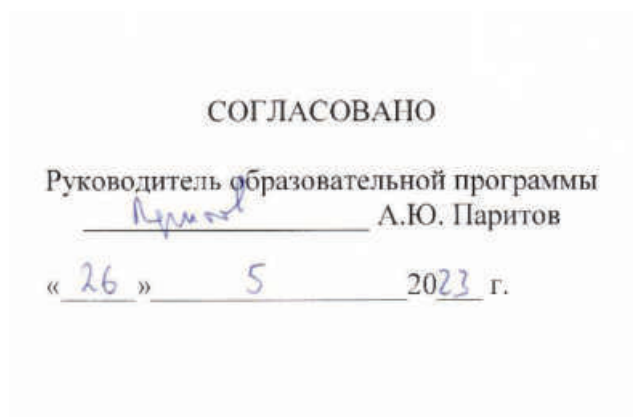 СОГЛАСОВАНО
Руководитель образовательной программы
А.Ю. Паритов
« 26 » 5 2023 г.